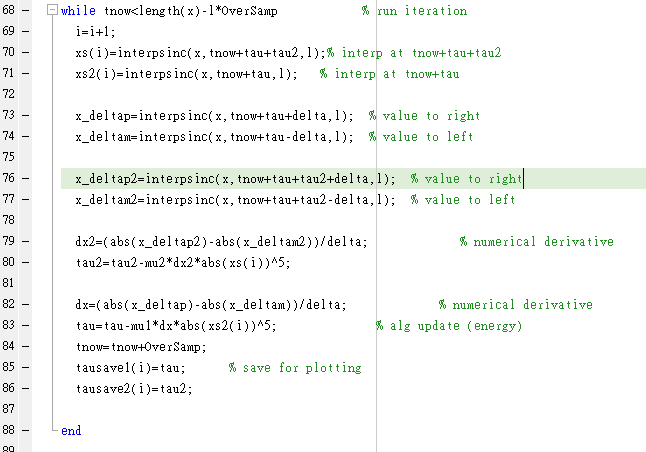 68 – while tnow<length(x)-l*OverSamp % run iteration
69 – i=i+1;
70 – xs(i)=interpsinc(x,tnow+tau+tau2,l);% interp at tnow+tau+tau2
71 – xs2(i)=interpsinc(x,tnow+tau,l); % interp at tnow+tau
72
73 – x_deltap=interpsinc(x,tnow+tau+delta,l); % value to right
74 – x_deltam=interpsinc(x,tnow+tau-delta,l); % value to left
75
76 – x_deltap2=interpsinc(x,tnow+tau+tau2+delta,l); % value to right
77 – x_deltam2=interpsinc(x,tnow+tau+tau2-delta,l); % value to left
78
79 – dx2=(abs(x_deltap2)-abs(x_deltam2))/delta; % numerical derivative
80 – tau2=tau2-mu2*dx2*abs(xs(i))^5;
81
82 – dx=(abs(x_deltap)-abs(x_deltam))/delta; % numerical derivative
83 – tau=tau-mu1*dx*abs(xs2(i))^5; % alg update (energy)
84 – tnow=tnow+OverSamp;
85 – tausave1(i)=tau; % save for plotting
86 – tausave2(i)=tau2;
87
88 – end
89